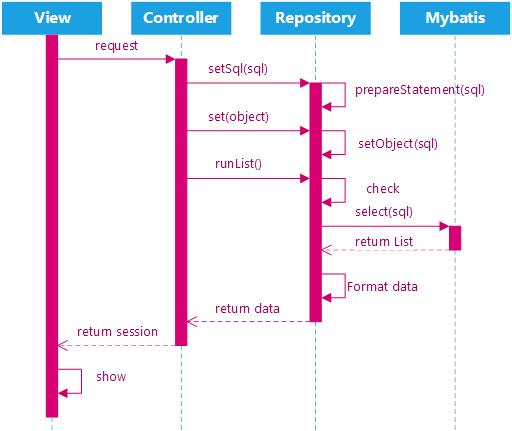 View
Controller
Repository
Mybatis
request
setSql(sql)
prepareStatement(sql)
set(object)
setObject(sql)
runList()
check
select(sql)
return List
Format data
return data
return session
show